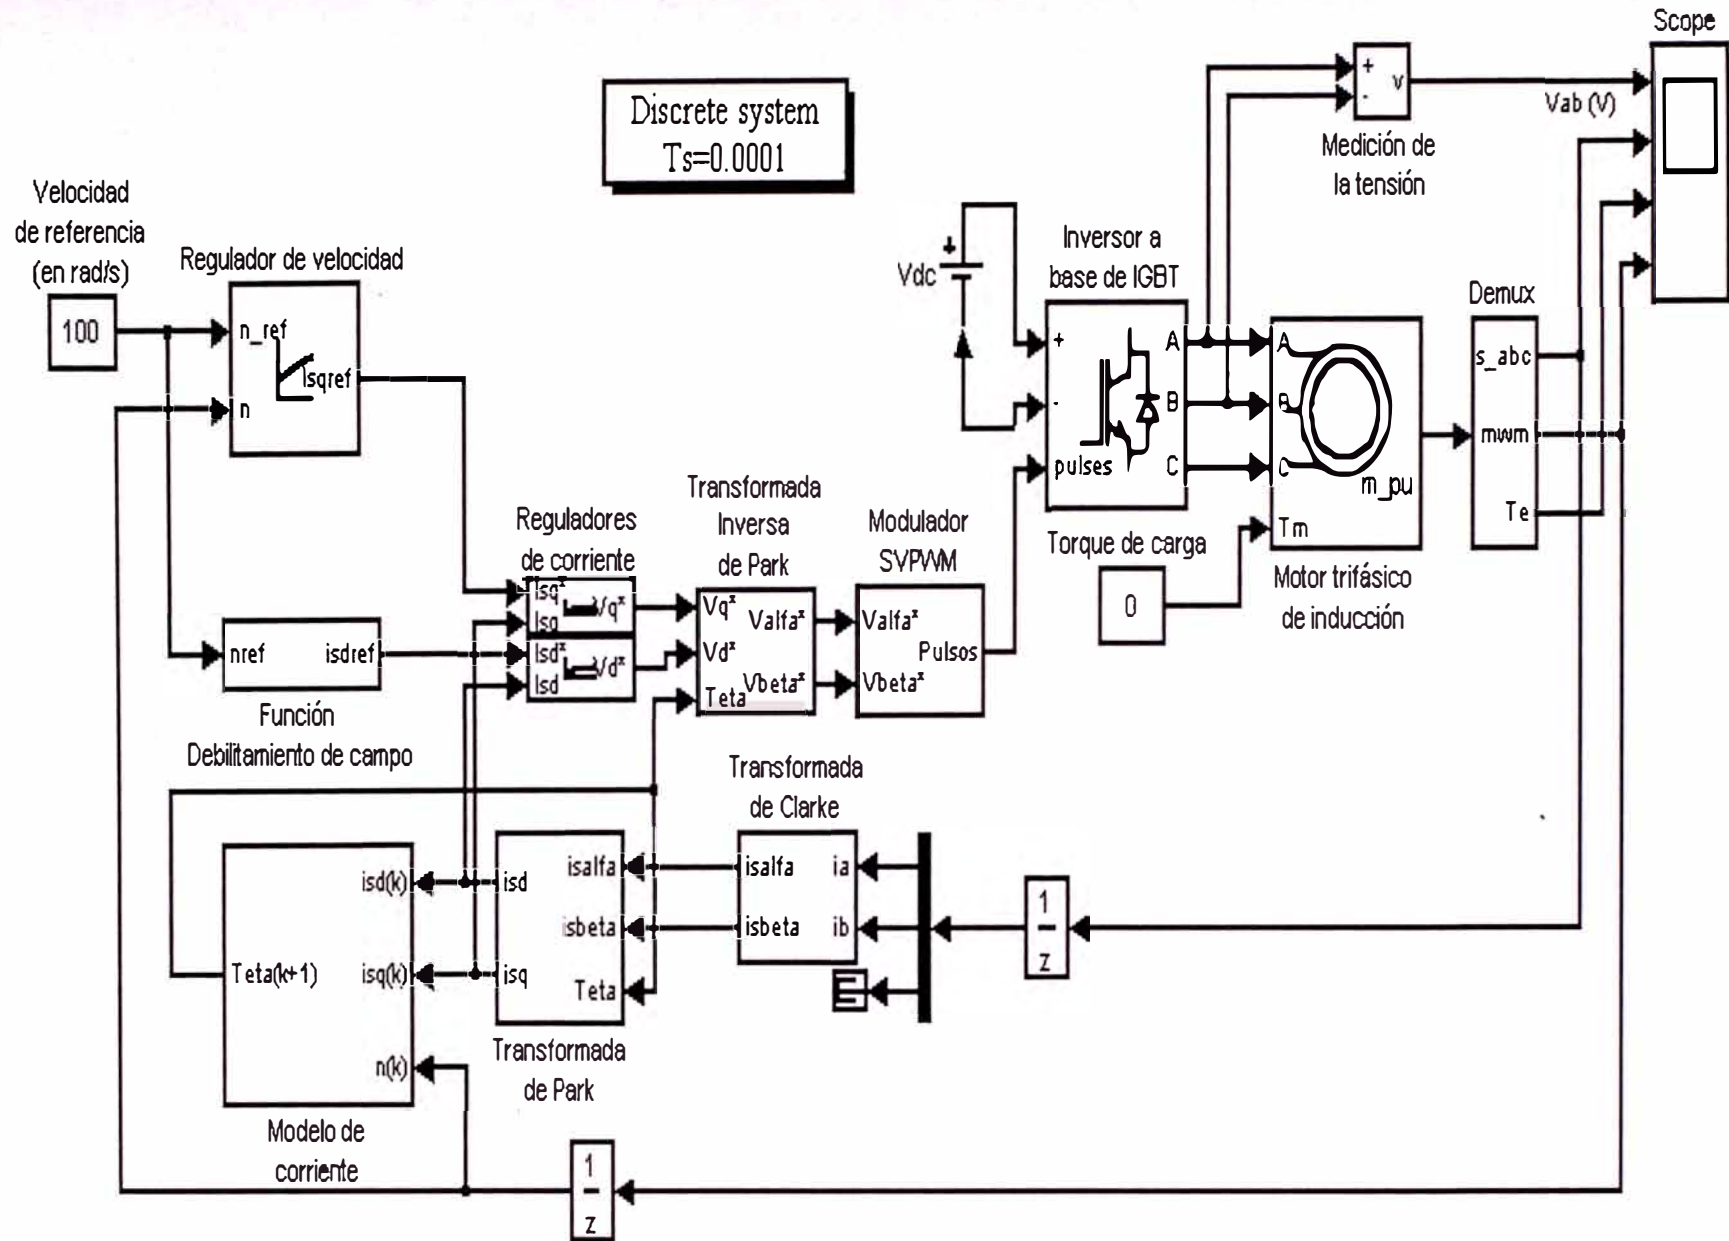 Scope
Discrete system
Ts=0.0001
+
-
v
Vab (V)
Medición de
la tensión
Velocidad
de referencia
(en rad/s)
100
Regulador de velocidad
n_ref
Isqref
n
Vdc
Inversor a
base de IGBT
+
-
pulses
A
B
C
A
B
C
m_pu
Tm
Motor trifásico
de inducción
Demux
s_abc
mwm
Te
Torque de carga
0
Reguladores
de corriente
Isq*
Isq
Vq*
Isd*
Isd
Vd*
Transformada
Inversa
de Park
Vq*
Valfa*
Vd*
Vbeta*
Teta
Modulador
SVPWM
Valfa*
Pulsos
Vbeta*
nref
isdref
Función
Debilitamiento de campo
Transformada
de Clarke
isalfa
ia
isbeta
ib
1
z
isd
isalfa
isbeta
isq
Teta
Transformada
de Park
isd(k)
Teta(k+1)
isq(k)
n(k)
Modelo de
corriente
1
z